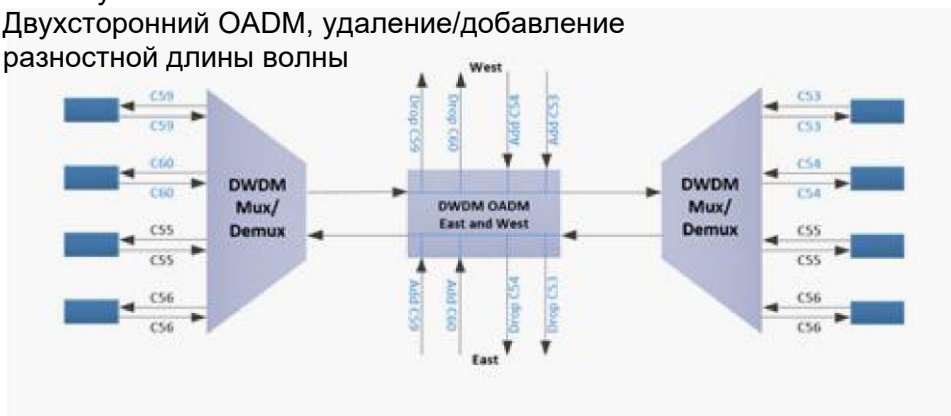 Двухсторонний OADM, удаление/добавление
разностной длины волны
West
Drop C59
Drop C60
Add C54
Add C53
C59
C59
C60
C60
C55
C55
C56
C56
DWDM
Mux/
Demux
DWDM OADM
East and West
DWDM
Mux/
Demux
C53
C53
C54
C54
C55
C55
C56
C56
Add C59
Add C60
Drop C54
Drop C53
East